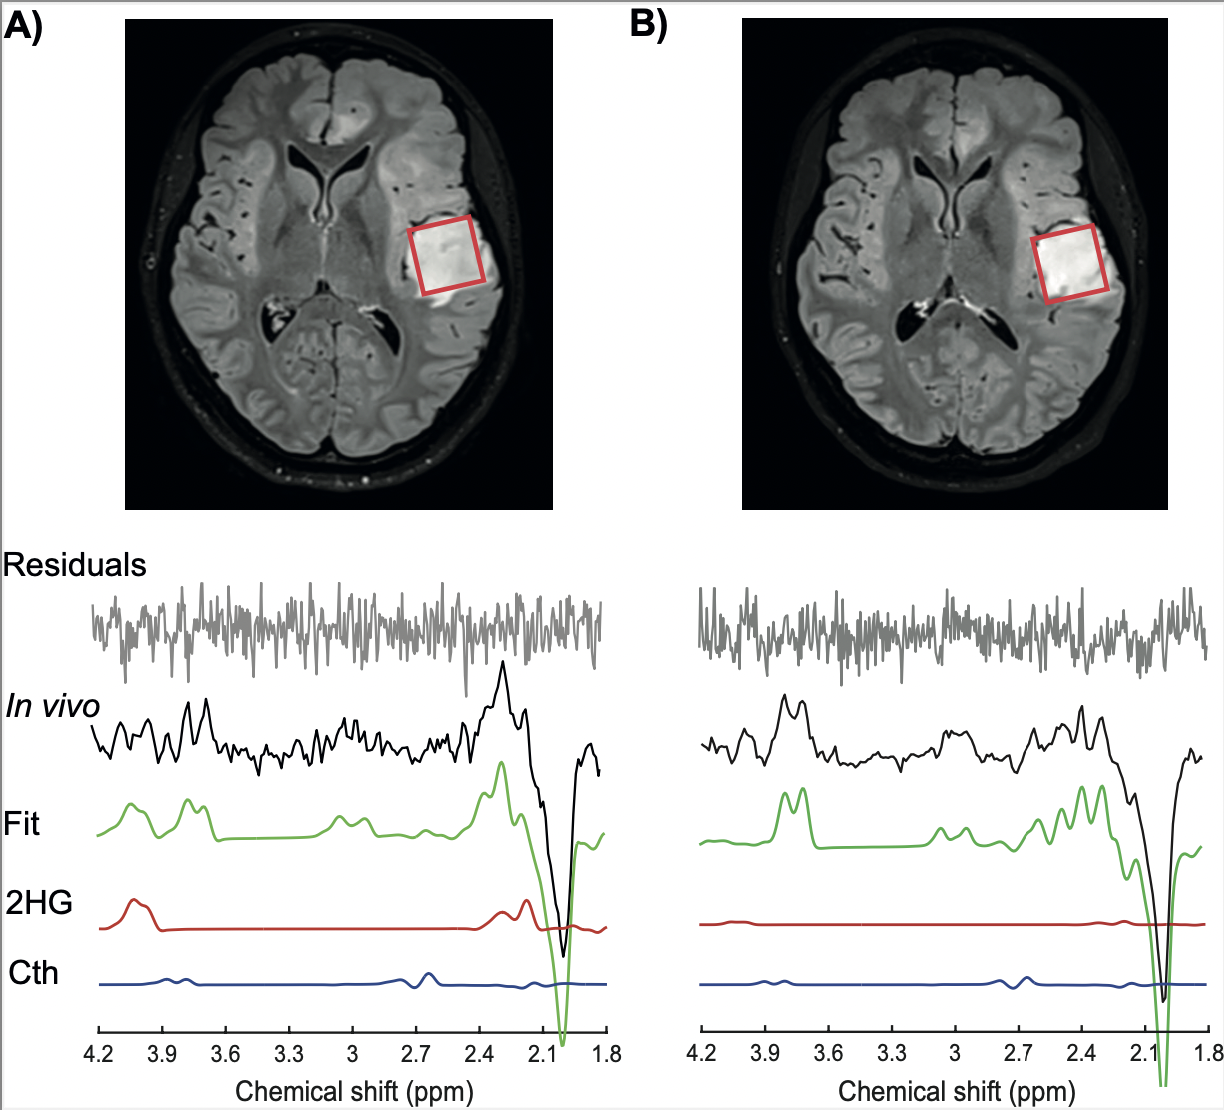 A)
B)
Residuals
In vivo
Fit
2HG
Cth
4.2 3.9 3.6 3.3 3 2.7 2.4 2.1 1.8
Chemical shift (ppm)
4.2 3.9 3.6 3.3 3 2.7 2.4 2.1 1.8
Chemical shift (ppm)